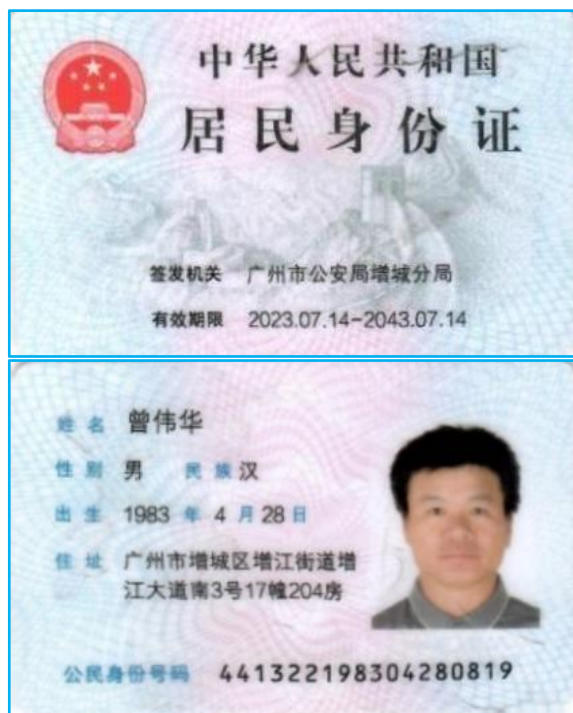 中华人民共和国
居民身份证
签发机关 广州市公安局增城分局
有效期限 2023.07.14-2043.07.14
姓名 曾伟华
性别 男 民族 汉
出生 1983 年 4 月 28 日
住址 广州市增城区增江街道增
江大道南3号17幢204房
公民身份号码 441322198304280819